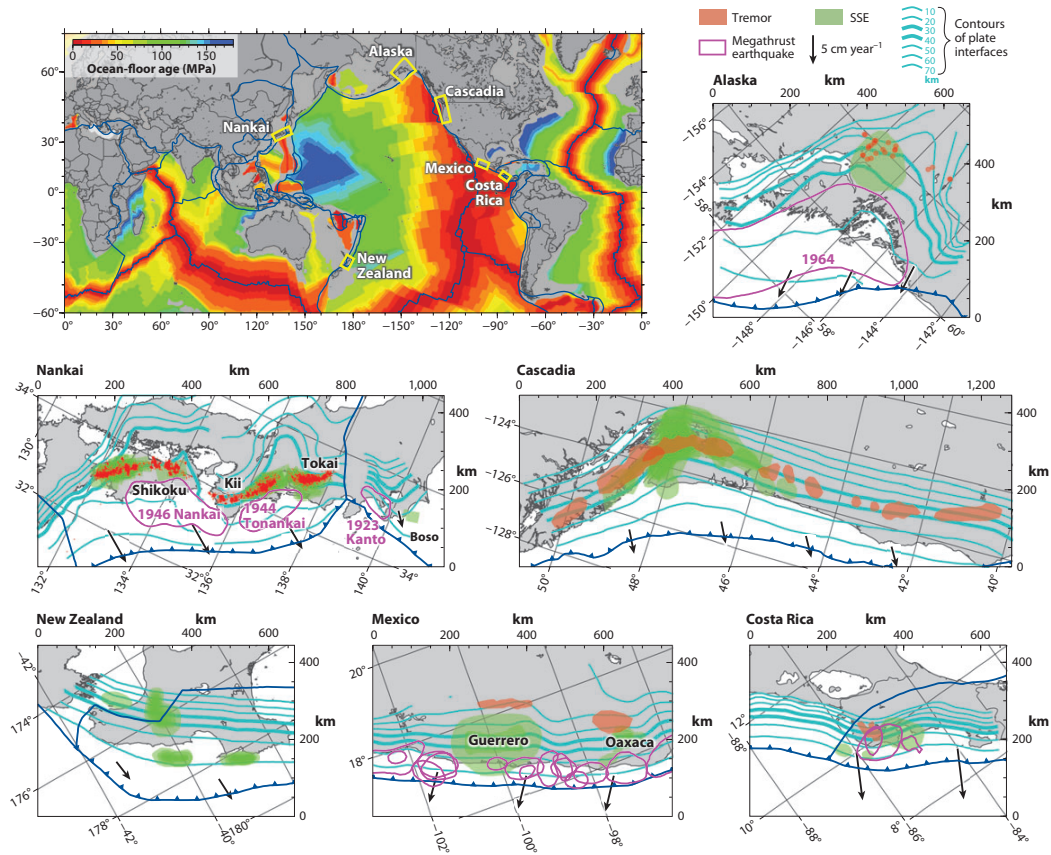 0 50 100 150
Ocean-floor age (MPa)
60°
30°
10°
0°
−30°
−60°
0° 30° 60° 90° 120° 150° 180° −150° −120° −90° −60° −30° 0°
Alaska
Cascadia
Nankai
Mexico
Costa
Rica
New
Zealand
Tremor
SSE
Megathrust
earthquake
5 cm year⁻¹
10
20
30
40
50
60
70
km
Contours
of plate
interfaces
Alaska
km
0 200 400 600
−156°
−154°
−58°
−152°
−150°
−148°
−146°
58°
−144°
−142°
60°
1964
400
km
200
0
Nankai
km
0 200 400 600 800 1,000
34°
130°
32°
132°
134°
32°
136°
138°
140°
34°
Shikoku
Kii
Tokai
1946 Nankai
1944
Tonankai
1923
Kanto
Boso
400
km
200
0
Cascadia
km
0 200 400 600 800 1,000 1,200
−124°
−126°
−128°
50°
48°
46°
44°
42°
40°
400
km
200
0
New Zealand
km
0 200 400 600
−42°
174°
176°
178°
−42°
−40°
180°
400
km
200
0
Mexico
km
0 200 400 600
20°
18°
−102°
−100°
−98°
Guerrero
Oaxaca
400
km
200
0
Costa Rica
km
0 200 400 600
12°
−88°
10°
−88°
8°
−86°
−84°
400
km
200
0